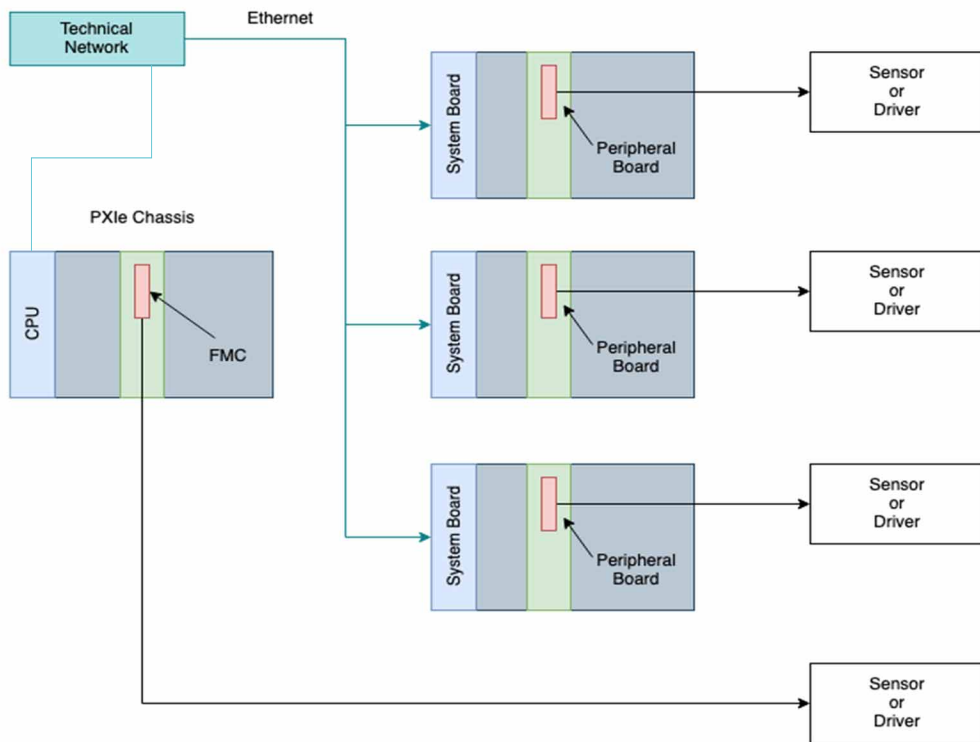 Ethernet
Technical
Network
System Board
Peripheral
Board
Sensor
or
Driver
PXIe Chassis
CPU
FMC
System Board
Peripheral
Board
Sensor
or
Driver
System Board
Peripheral
Board
Sensor
or
Driver
Sensor
or
Driver